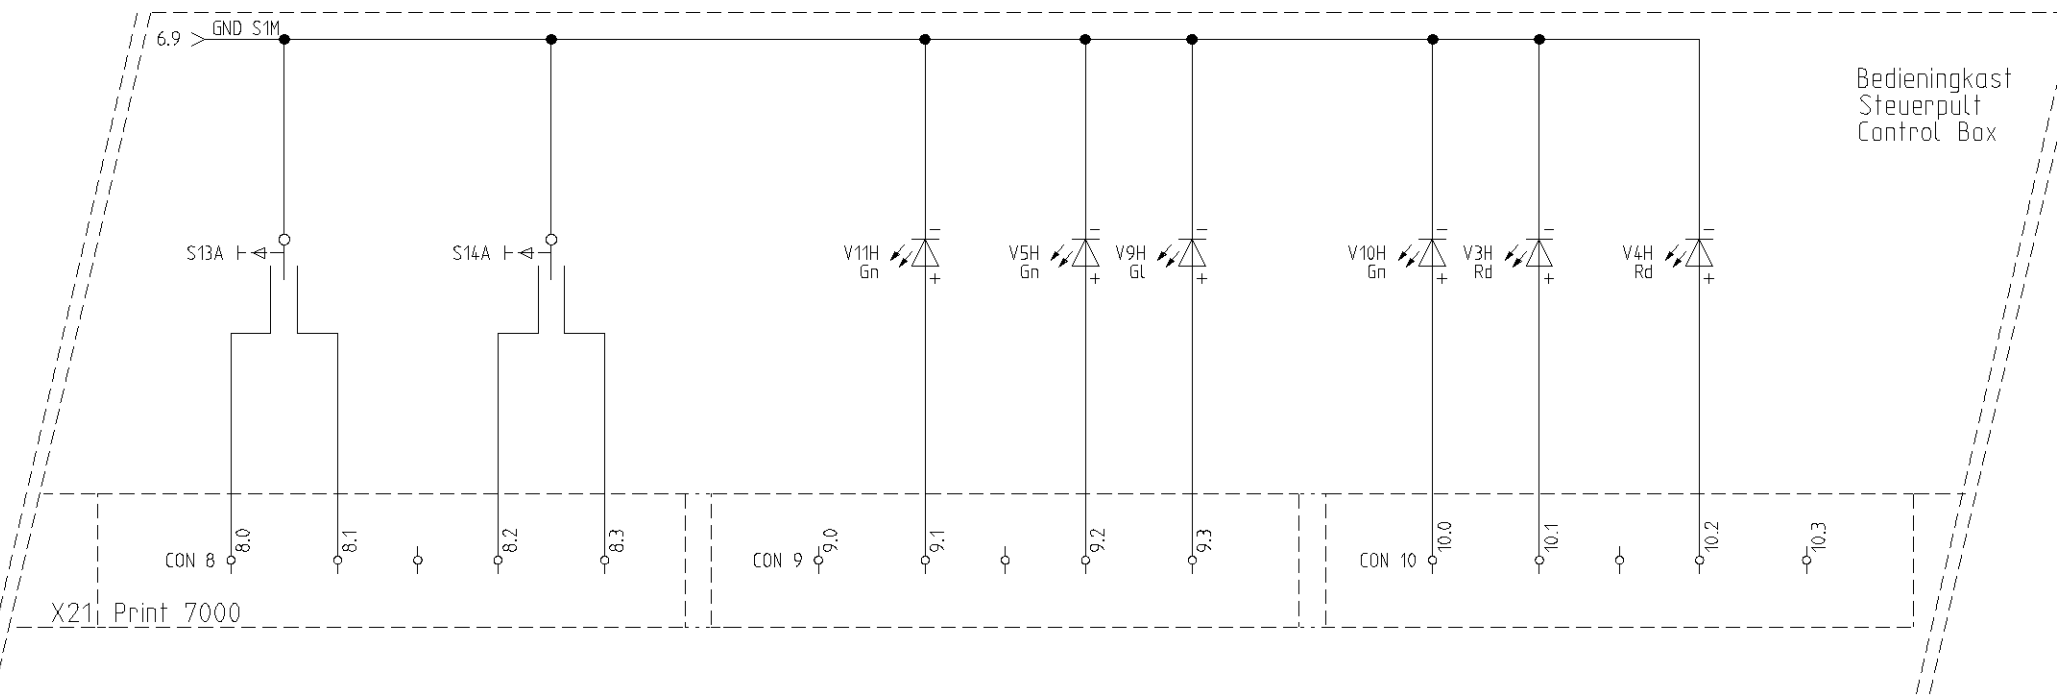 6.9
GND S1M
Bedieningkast
Steuerpult
Control Box
S13A
S14A
V11H
Gn
V5H
Gn
V9H
Gl
V10H
Gn
V3H
Rd
V4H
Rd
− − − − − −
+ + + + + +
CON 8
8.0
8.1
8.2
8.3
CON 9
9.0
9.1
9.2
9.3
CON 10
10.0
10.1
10.2
10.3
X21 Print 7000